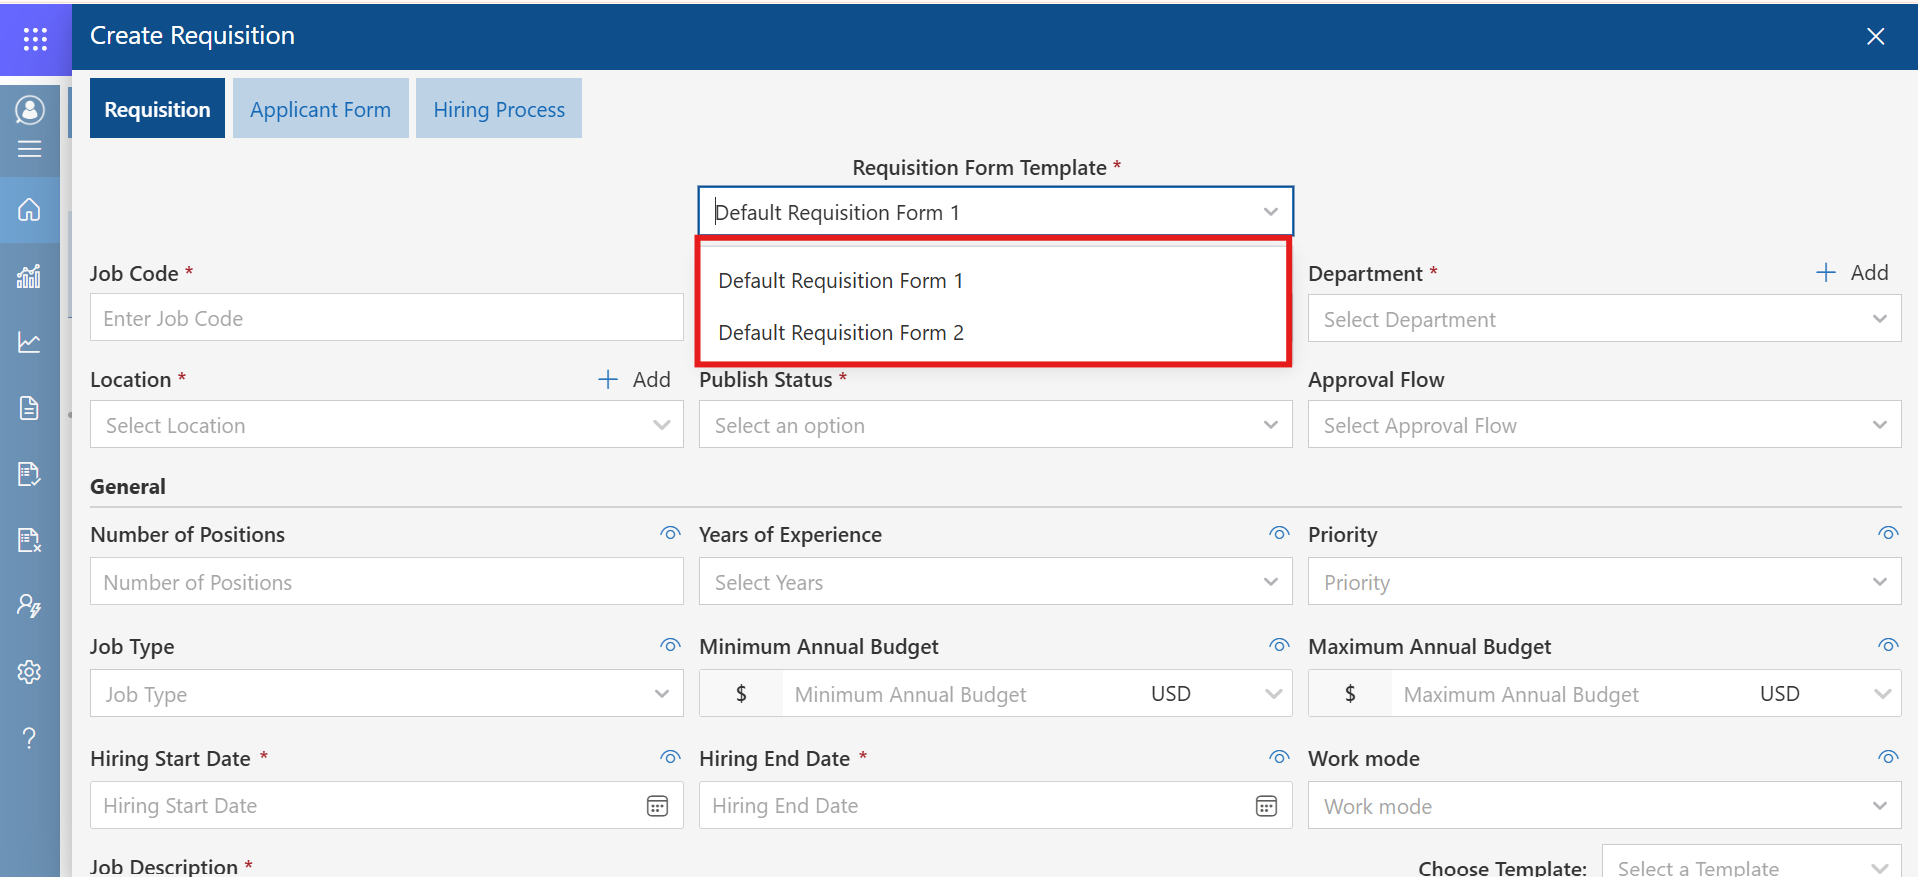 Create Requisition
Requisition Applicant Form Hiring Process
Requisition Form Template *
Default Requisition Form 1
Default Requisition Form 1
Default Requisition Form 2
Job Code *
Enter Job Code
Department * + Add
Select Department
Location * + Add Publish Status * Approval Flow
Select Location Select an option Select Approval Flow
General
Number of Positions Years of Experience Priority
Number of Positions Select Years Priority
Job Type Minimum Annual Budget Maximum Annual Budget
Job Type $ Minimum Annual Budget USD $ Maximum Annual Budget USD
Hiring Start Date * Hiring End Date * Work mode
Hiring Start Date Hiring End Date Work mode
Job Description * Choose Template: Select a Template